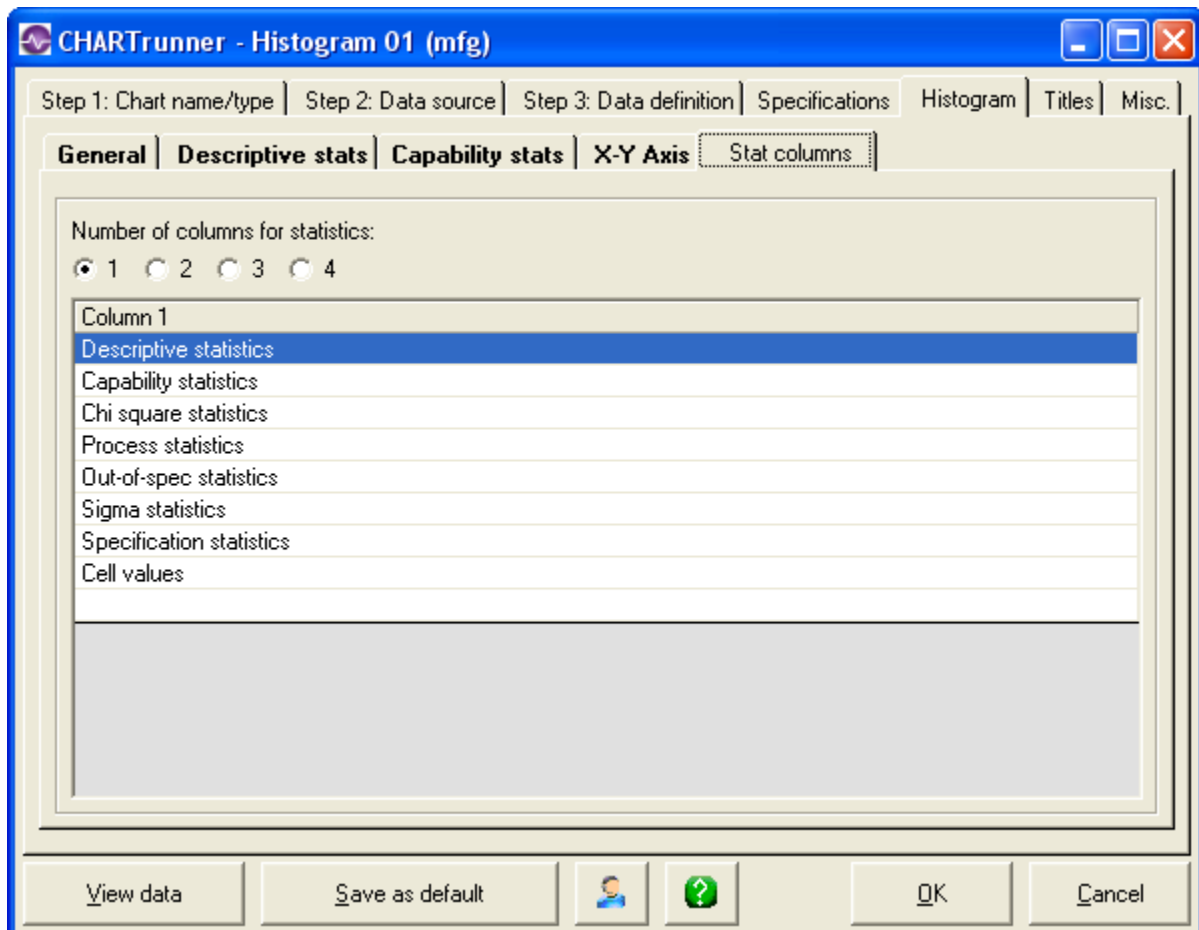 CHARTrunner - Histogram 01 (mfg)
Step 1: Chart name/type Step 2: Data source Step 3: Data definition Specifications Histogram Titles Misc.
General Descriptive stats Capability stats X-Y Axis Stat columns
Number of columns for statistics:
1 2 3 4
Column 1
Descriptive statistics
Capability statistics
Chi square statistics
Process statistics
Out-of-spec statistics
Sigma statistics
Specification statistics
Cell values
View data Save as default ? OK Cancel